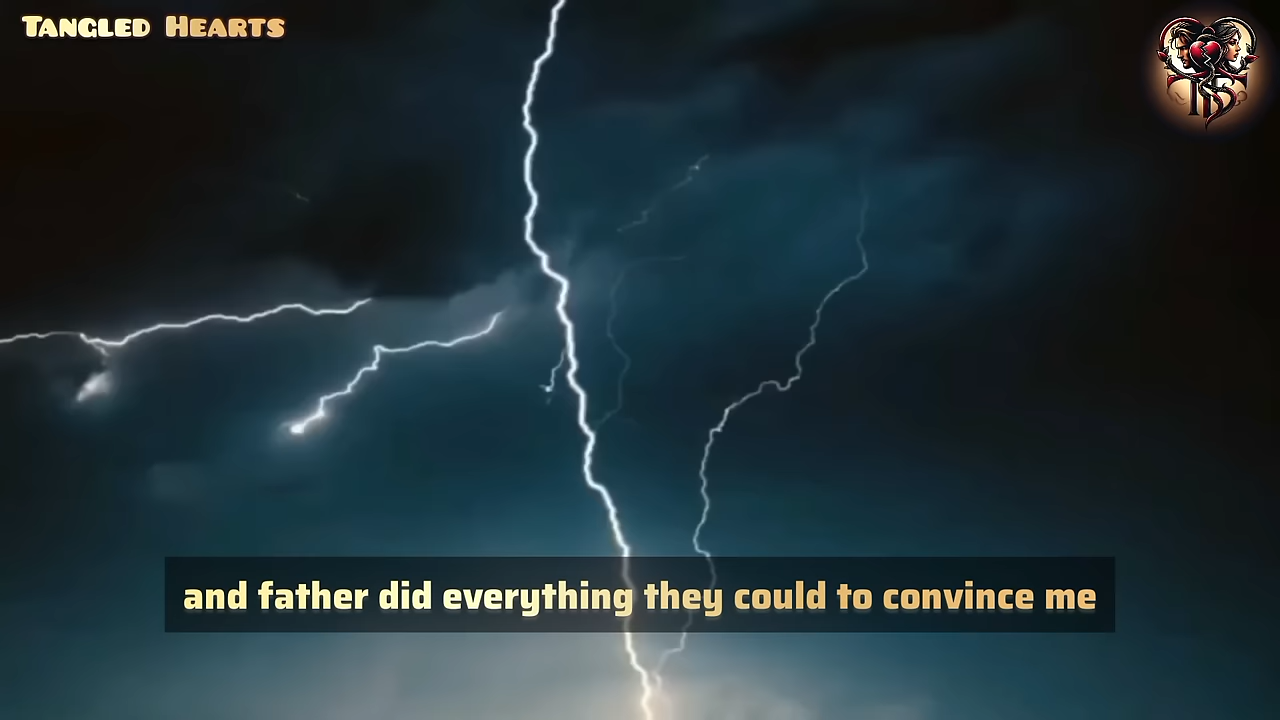 Tangled Hearts
and father did everything they could to convince me